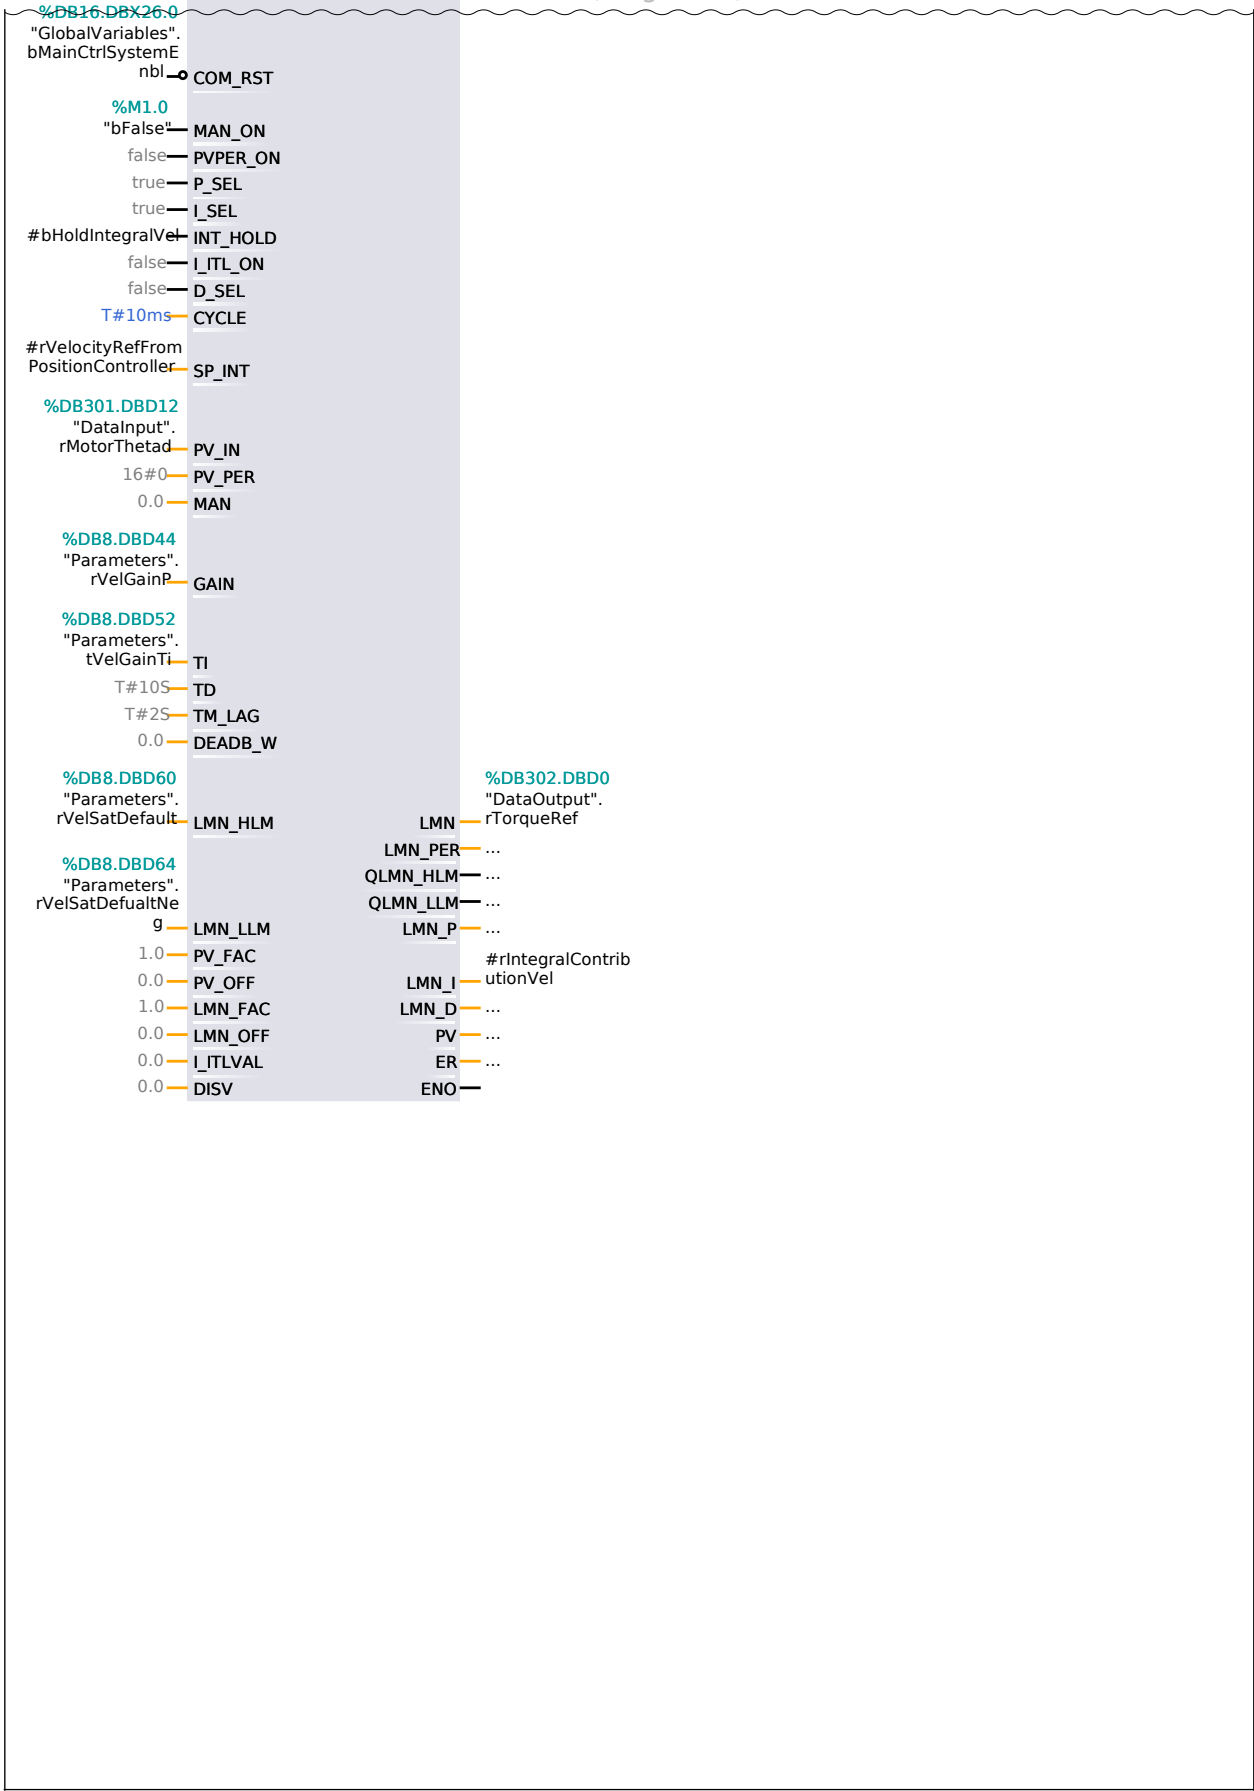 %DB16.DBX26.0
"GlobalVariables".
bMainCtrlSystemE
nbl
COM_RST
%M1.0
"bFalse"
MAN_ON
false
PVPER_ON
true
P_SEL
true
I_SEL
#bHoldIntegralVel
INT_HOLD
false
I_ITL_ON
false
D_SEL
T#10ms
CYCLE
#rVelocityRefFrom
PositionController
SP_INT
%DB301.DBD12
"DataInput".
rMotorThetad
PV_IN
16#0
PV_PER
0.0
MAN
%DB8.DBD44
"Parameters".
rVelGainP
GAIN
%DB8.DBD52
"Parameters".
tVelGainTi
TI
T#10S
TD
T#2S
TM_LAG
0.0
DEADB_W
%DB8.DBD60
"Parameters".
rVelSatDefault
LMN_HLM
LMN
%DB302.DBD0
"DataOutput".
rTorqueRef
LMN_PER
...
QLMN_HLM
...
QLMN_LLM
...
%DB8.DBD64
"Parameters".
rVelSatDefualtNe
g
LMN_LLM
LMN_P
...
1.0
PV_FAC
0.0
PV_OFF
LMN_I
#rIntegralContrib
utionVel
1.0
LMN_FAC
LMN_D
...
0.0
LMN_OFF
PV
...
0.0
I_ITLVAL
ER
...
0.0
DISV
ENO